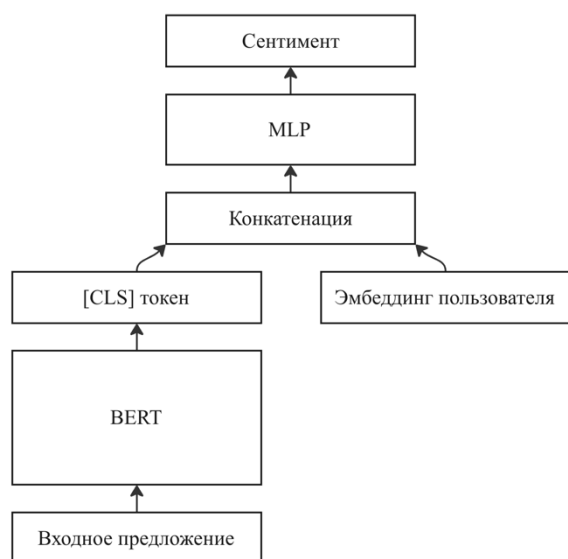 Сентимент
MLP
Конкатенация
[CLS] токен
Эмбеддинг пользователя
BERT
Входное предложение